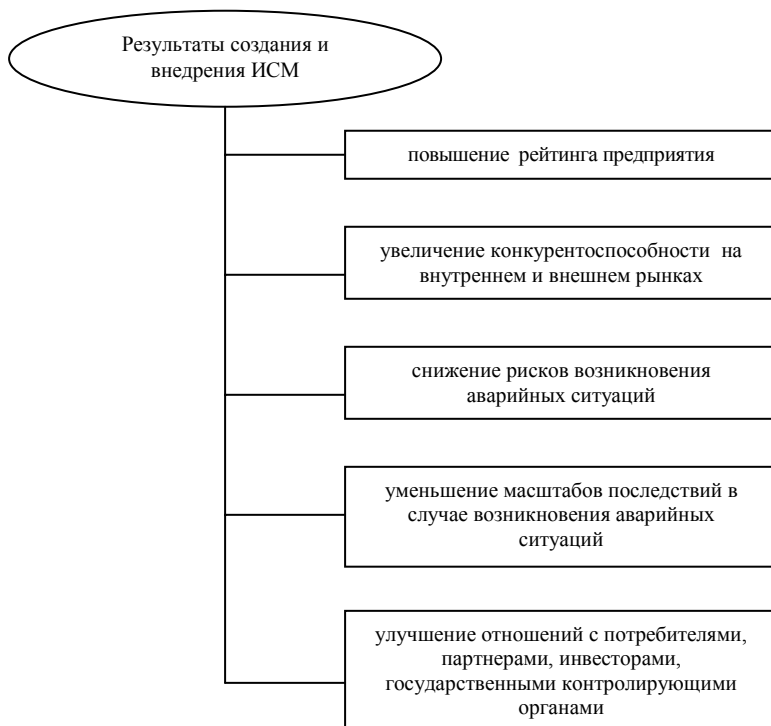 Результаты создания и
внедрения ИСМ
повышение рейтинга предприятия
увеличение конкурентоспособности на
внутреннем и внешнем рынках
снижение рисков возникновения
аварийных ситуаций
уменьшение масштабов последствий в
случае возникновения аварийных
ситуаций
улучшение отношений с потребителями,
партнерами, инвесторами,
государственными контролирующими
органами